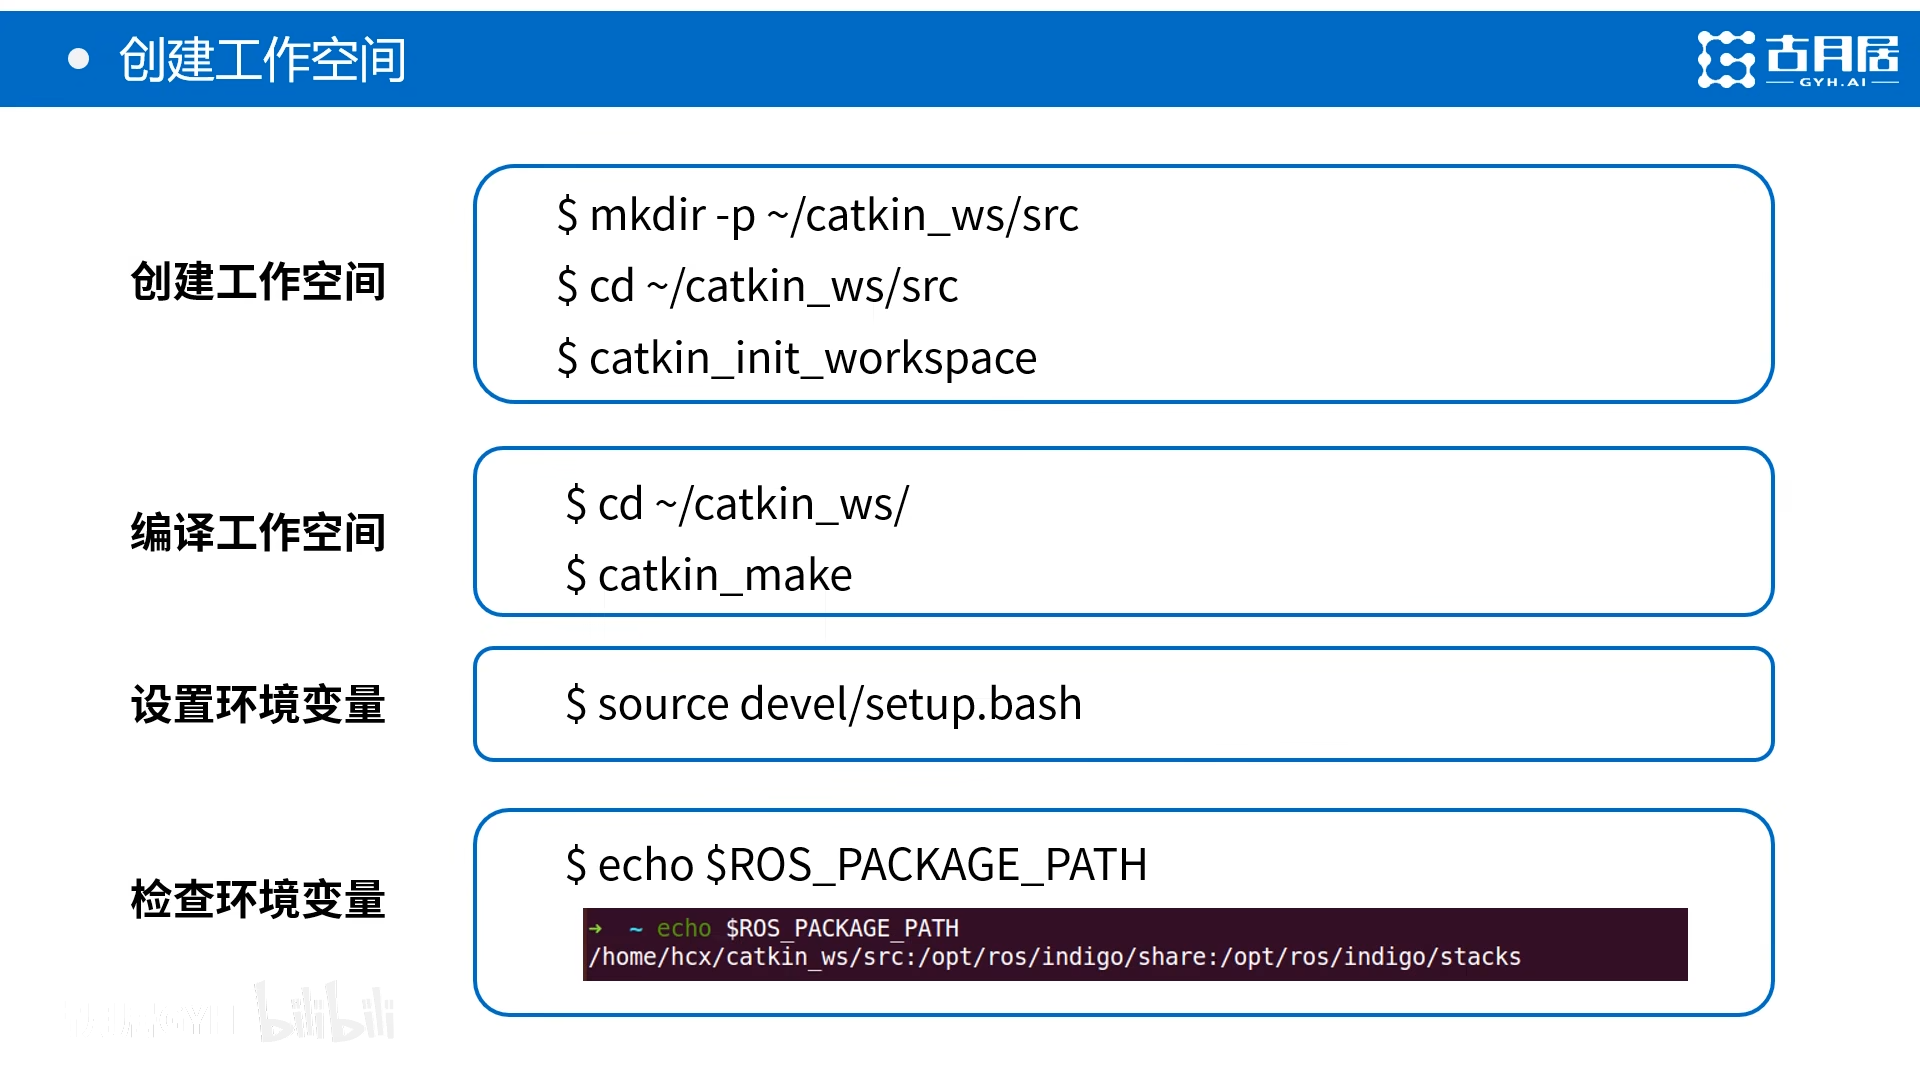 创建工作空间
古月居
GYH.AI
创建工作空间
$ mkdir -p ~/catkin_ws/src
$ cd ~/catkin_ws/src
$ catkin_init_workspace
编译工作空间
$ cd ~/catkin_ws/
$ catkin_make
设置环境变量
$ source devel/setup.bash
检查环境变量
$ echo $ROS_PACKAGE_PATH
➜ ~ echo $ROS_PACKAGE_PATH
/home/hcx/catkin_ws/src:/opt/ros/indigo/share:/opt/ros/indigo/stacks
bilibili